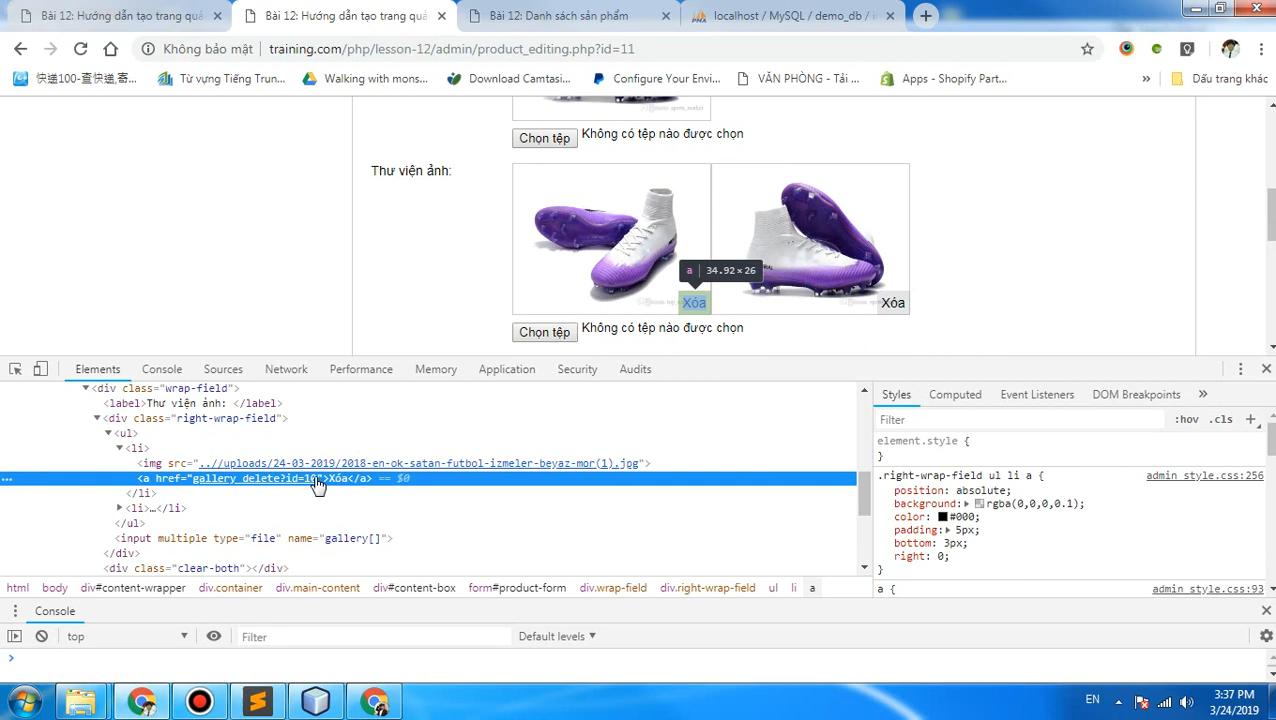 Bài 12: Hướng dẫn tạo trang quả × Bài 12: Hướng dẫn tạo trang quả × Bài 12: Danh sách sản phẩm × localhost / MySQL / demo_db / i ×
Không bảo mật training.com/php/lesson-12/admin/product_editing.php?id=11
快递100-查快递,寄... Từ vựng Tiếng Trun... Walking with mons... Download Camtasi... Configure Your Envi... VĂN PHÒNG - Tải ... Apps - Shopify Part... » Dấu trang khác
Chọn tệp Không có tệp nào được chọn
Thư viện ảnh:
a 34.92 × 26
Xóa Xóa
Chọn tệp Không có tệp nào được chọn
Elements Console Sources Network Performance Memory Application Security Audits
<div class="wrap-field">
<label>Thư viện ảnh: </label>
<div class="right-wrap-field">
<ul>
<li>
<img src="..//uploads/24-03-2019/2018-en-ok-satan-futbol-izmeler-beyaz-mor(1).jpg">
... >Xóa</a> == $0
</li>
<li>…</li>
</ul>
<input multiple type="file" name="gallery[]">
</div>
<div class="clear-both"></div>
html body div#content-wrapper div.container div.main-content div#content-box form#product-form div.wrap-field div.right-wrap-field ul li a
Styles Computed Event Listeners DOM Breakpoints »
Filter :hov .cls +
element.style {
}
.right-wrap-field ul li a { admin_style.css:256
position: absolute;
background: rgba(0,0,0,0.1);
color: #000;
padding: 5px;
bottom: 3px;
right: 0;
}
a { admin_style.css:93
Console
top Filter Default levels
>
EN 3:37 PM
3/24/2019